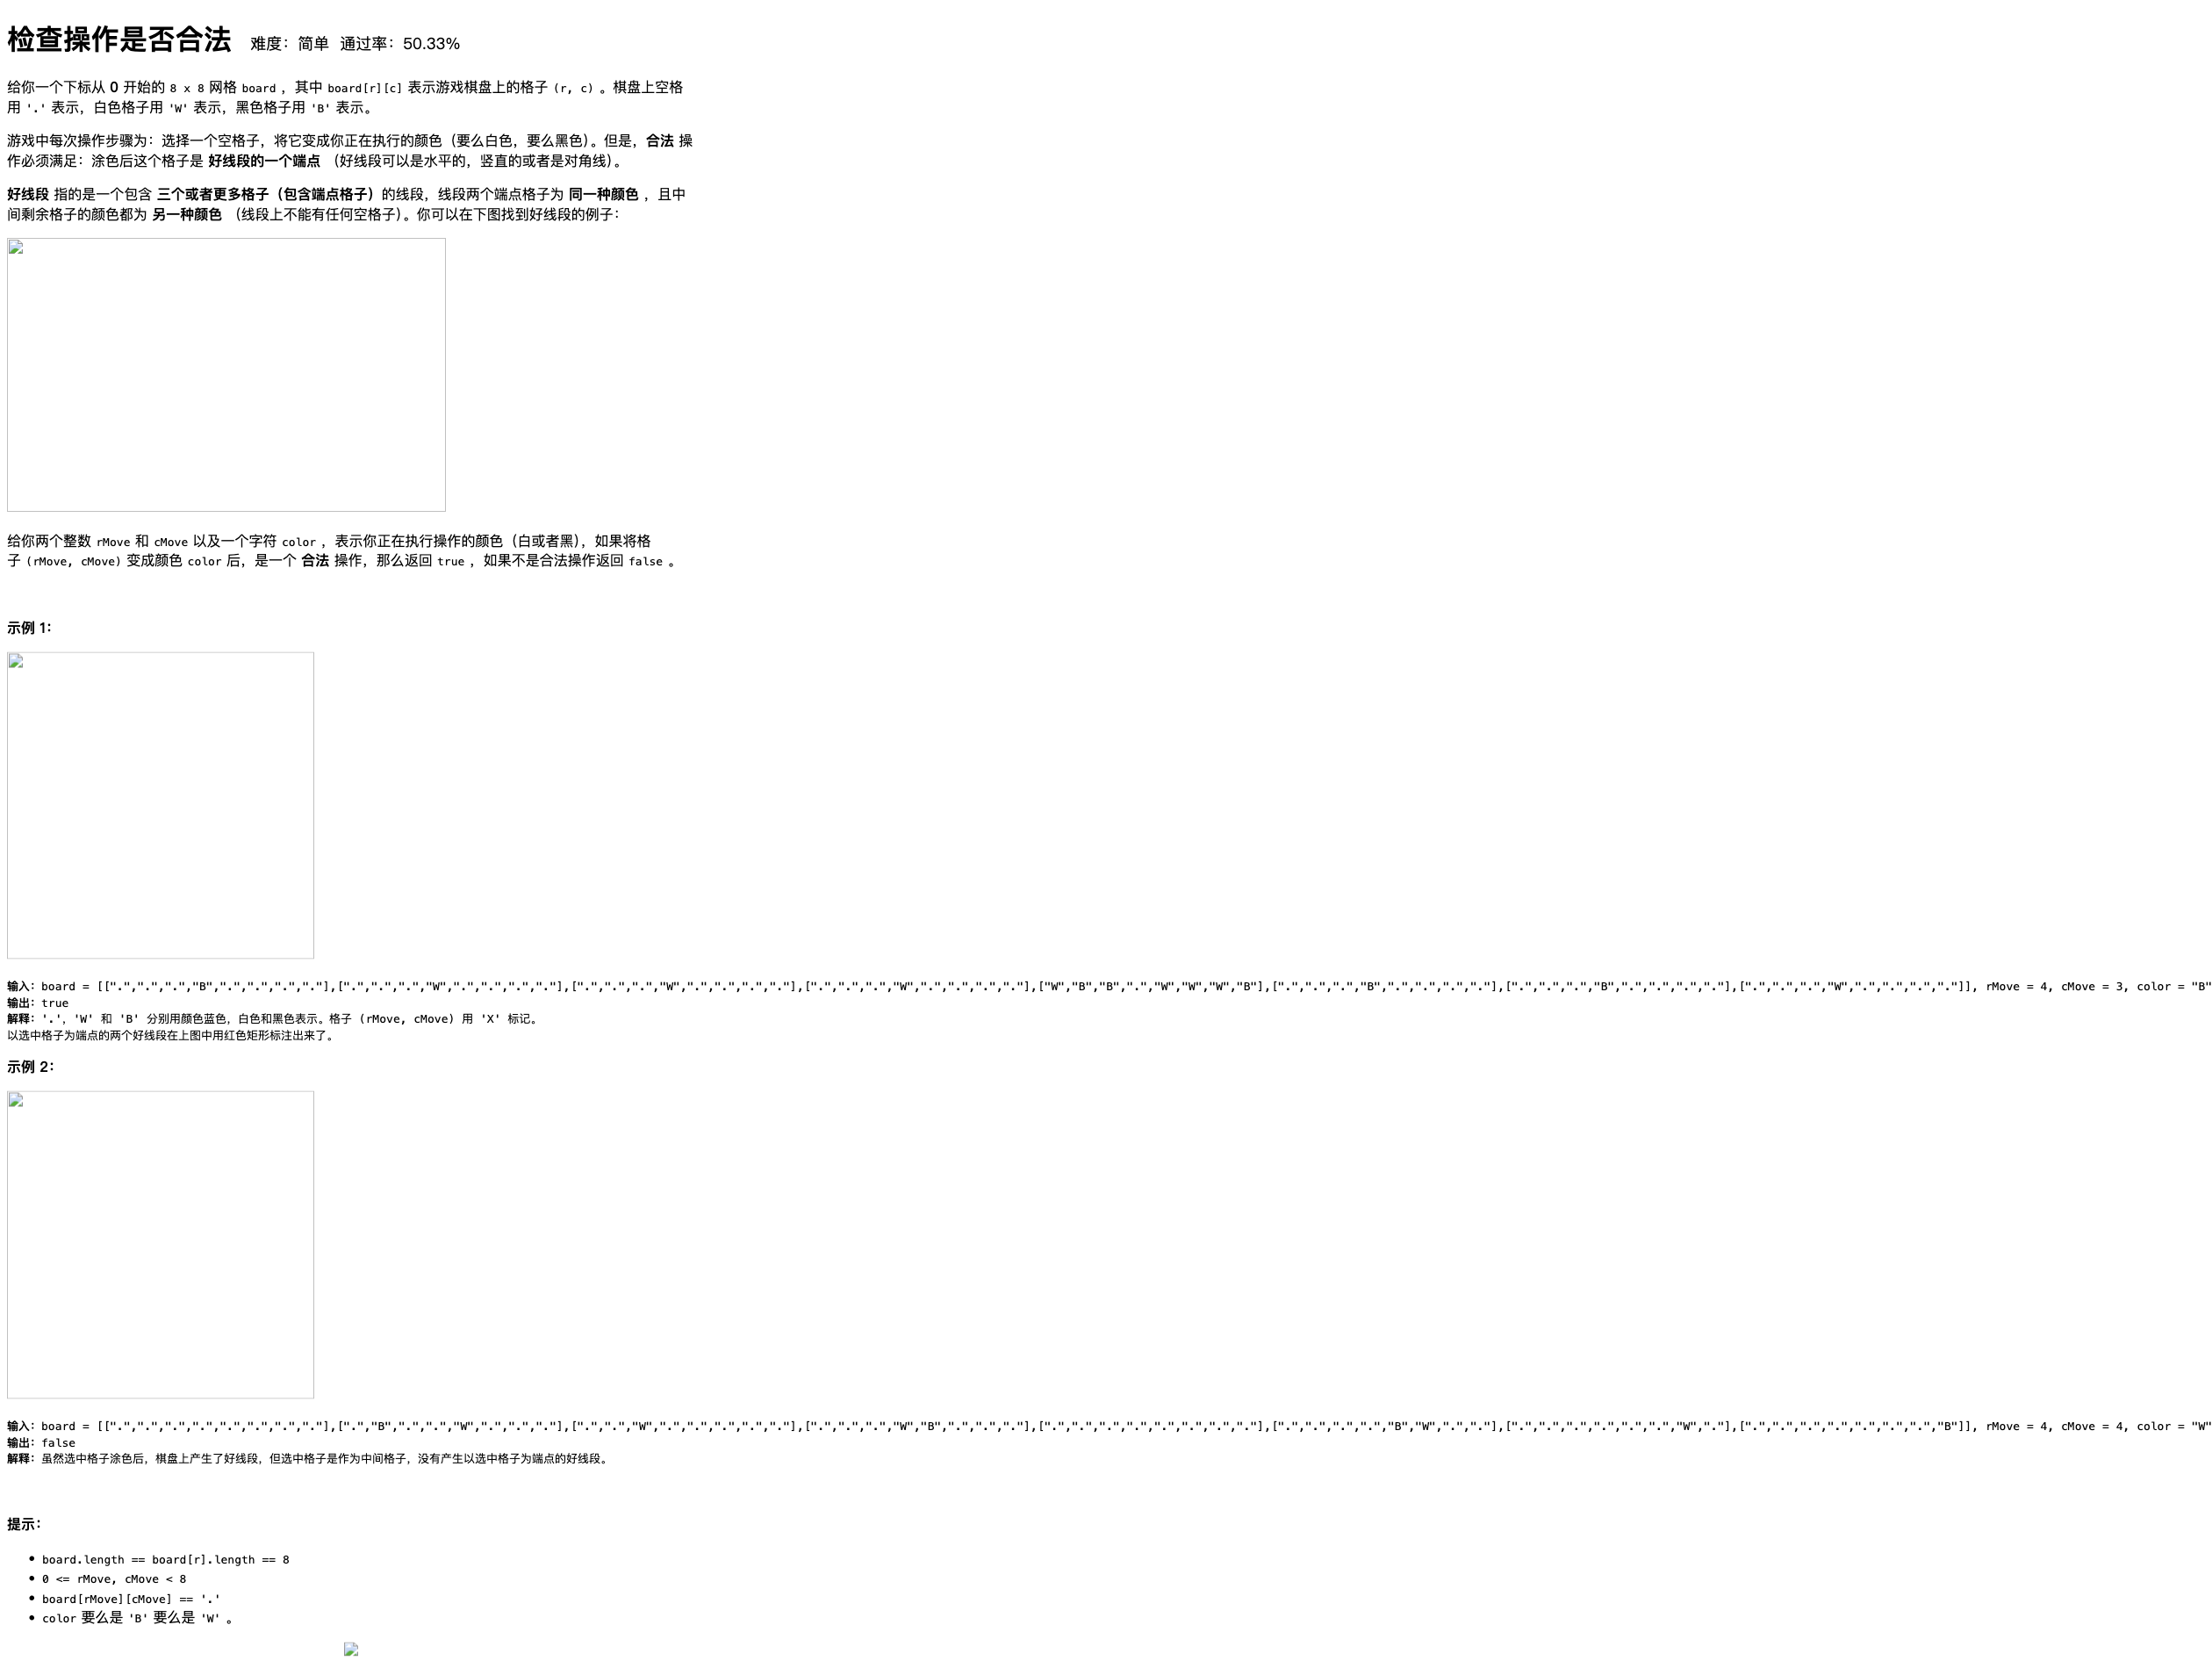 检查操作是否合法 难度：简单 通过率：50.33%
给你一个下标从 0 开始的 8 x 8 网格 board ，其中 board[r][c] 表示游戏棋盘上的格子 (r, c) 。棋盘上空格
用 '.' 表示，白色格子用 'W' 表示，黑色格子用 'B' 表示。
游戏中每次操作步骤为：选择一个空格子，将它变成你正在执行的颜色（要么白色，要么黑色）。但是，合法 操
作必须满足：涂色后这个格子是 好线段的一个端点 （好线段可以是水平的，竖直的或者是对角线）。
好线段 指的是一个包含 三个或者更多格子（包含端点格子）的线段，线段两个端点格子为 同一种颜色 ，且中
间剩余格子的颜色都为 另一种颜色 （线段上不能有任何空格子）。你可以在下图找到好线段的例子：
给你两个整数 rMove 和 cMove 以及一个字符 color ，表示你正在执行操作的颜色（白或者黑），如果将格
子 (rMove, cMove) 变成颜色 color 后，是一个 合法 操作，那么返回 true ，如果不是合法操作返回 false 。
示例 1：
输入：board = [[".",".",".","B",".",".",".","."],[".",".",".","W",".",".",".","."],[".",".",".","W",".",".",".","."],[".",".",".","W",".",".",".","."],["W","B","B",".","W","W","W","B"],[".",".",".","B",".",".",".","."],[".",".",".","B",".",".",".","."],[".",".",".","W",".",".",".","."]], rMove = 4, cMove = 3, color = "B"
输出：true
解释：'.'，'W' 和 'B' 分别用颜色蓝色，白色和黑色表示。格子 (rMove, cMove) 用 'X' 标记。
以选中格子为端点的两个好线段在上图中用红色矩形标注出来了。
示例 2：
输入：board = [[".",".",".",".",".",".",".","."],[".","B",".",".","W",".",".","."],[".",".","W",".",".",".",".","."],[".",".",".","W","B",".",".","."],[".",".",".",".",".",".",".","."],[".",".",".",".","B","W",".","."],[".",".",".",".",".",".","W","."],[".",".",".",".",".",".",".","B"]], rMove = 4, cMove = 4, color = "W"
输出：false
解释：虽然选中格子涂色后，棋盘上产生了好线段，但选中格子是作为中间格子，没有产生以选中格子为端点的好线段。
提示：
• board.length == board[r].length == 8
• 0 <= rMove, cMove < 8
• board[rMove][cMove] == '.'
• color 要么是 'B' 要么是 'W' 。